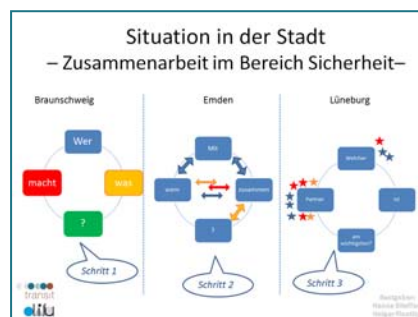 Situation in der Stadt
– Zusammenarbeit im Bereich Sicherheit–
Braunschweig
Emden
Lüneburg
Wer
macht
was
?
Schritt 1
Mit
wem
zusammen
?
Schritt 2
Welcher
Partner
ist
am
wichtigsten?
Schritt 3
transit